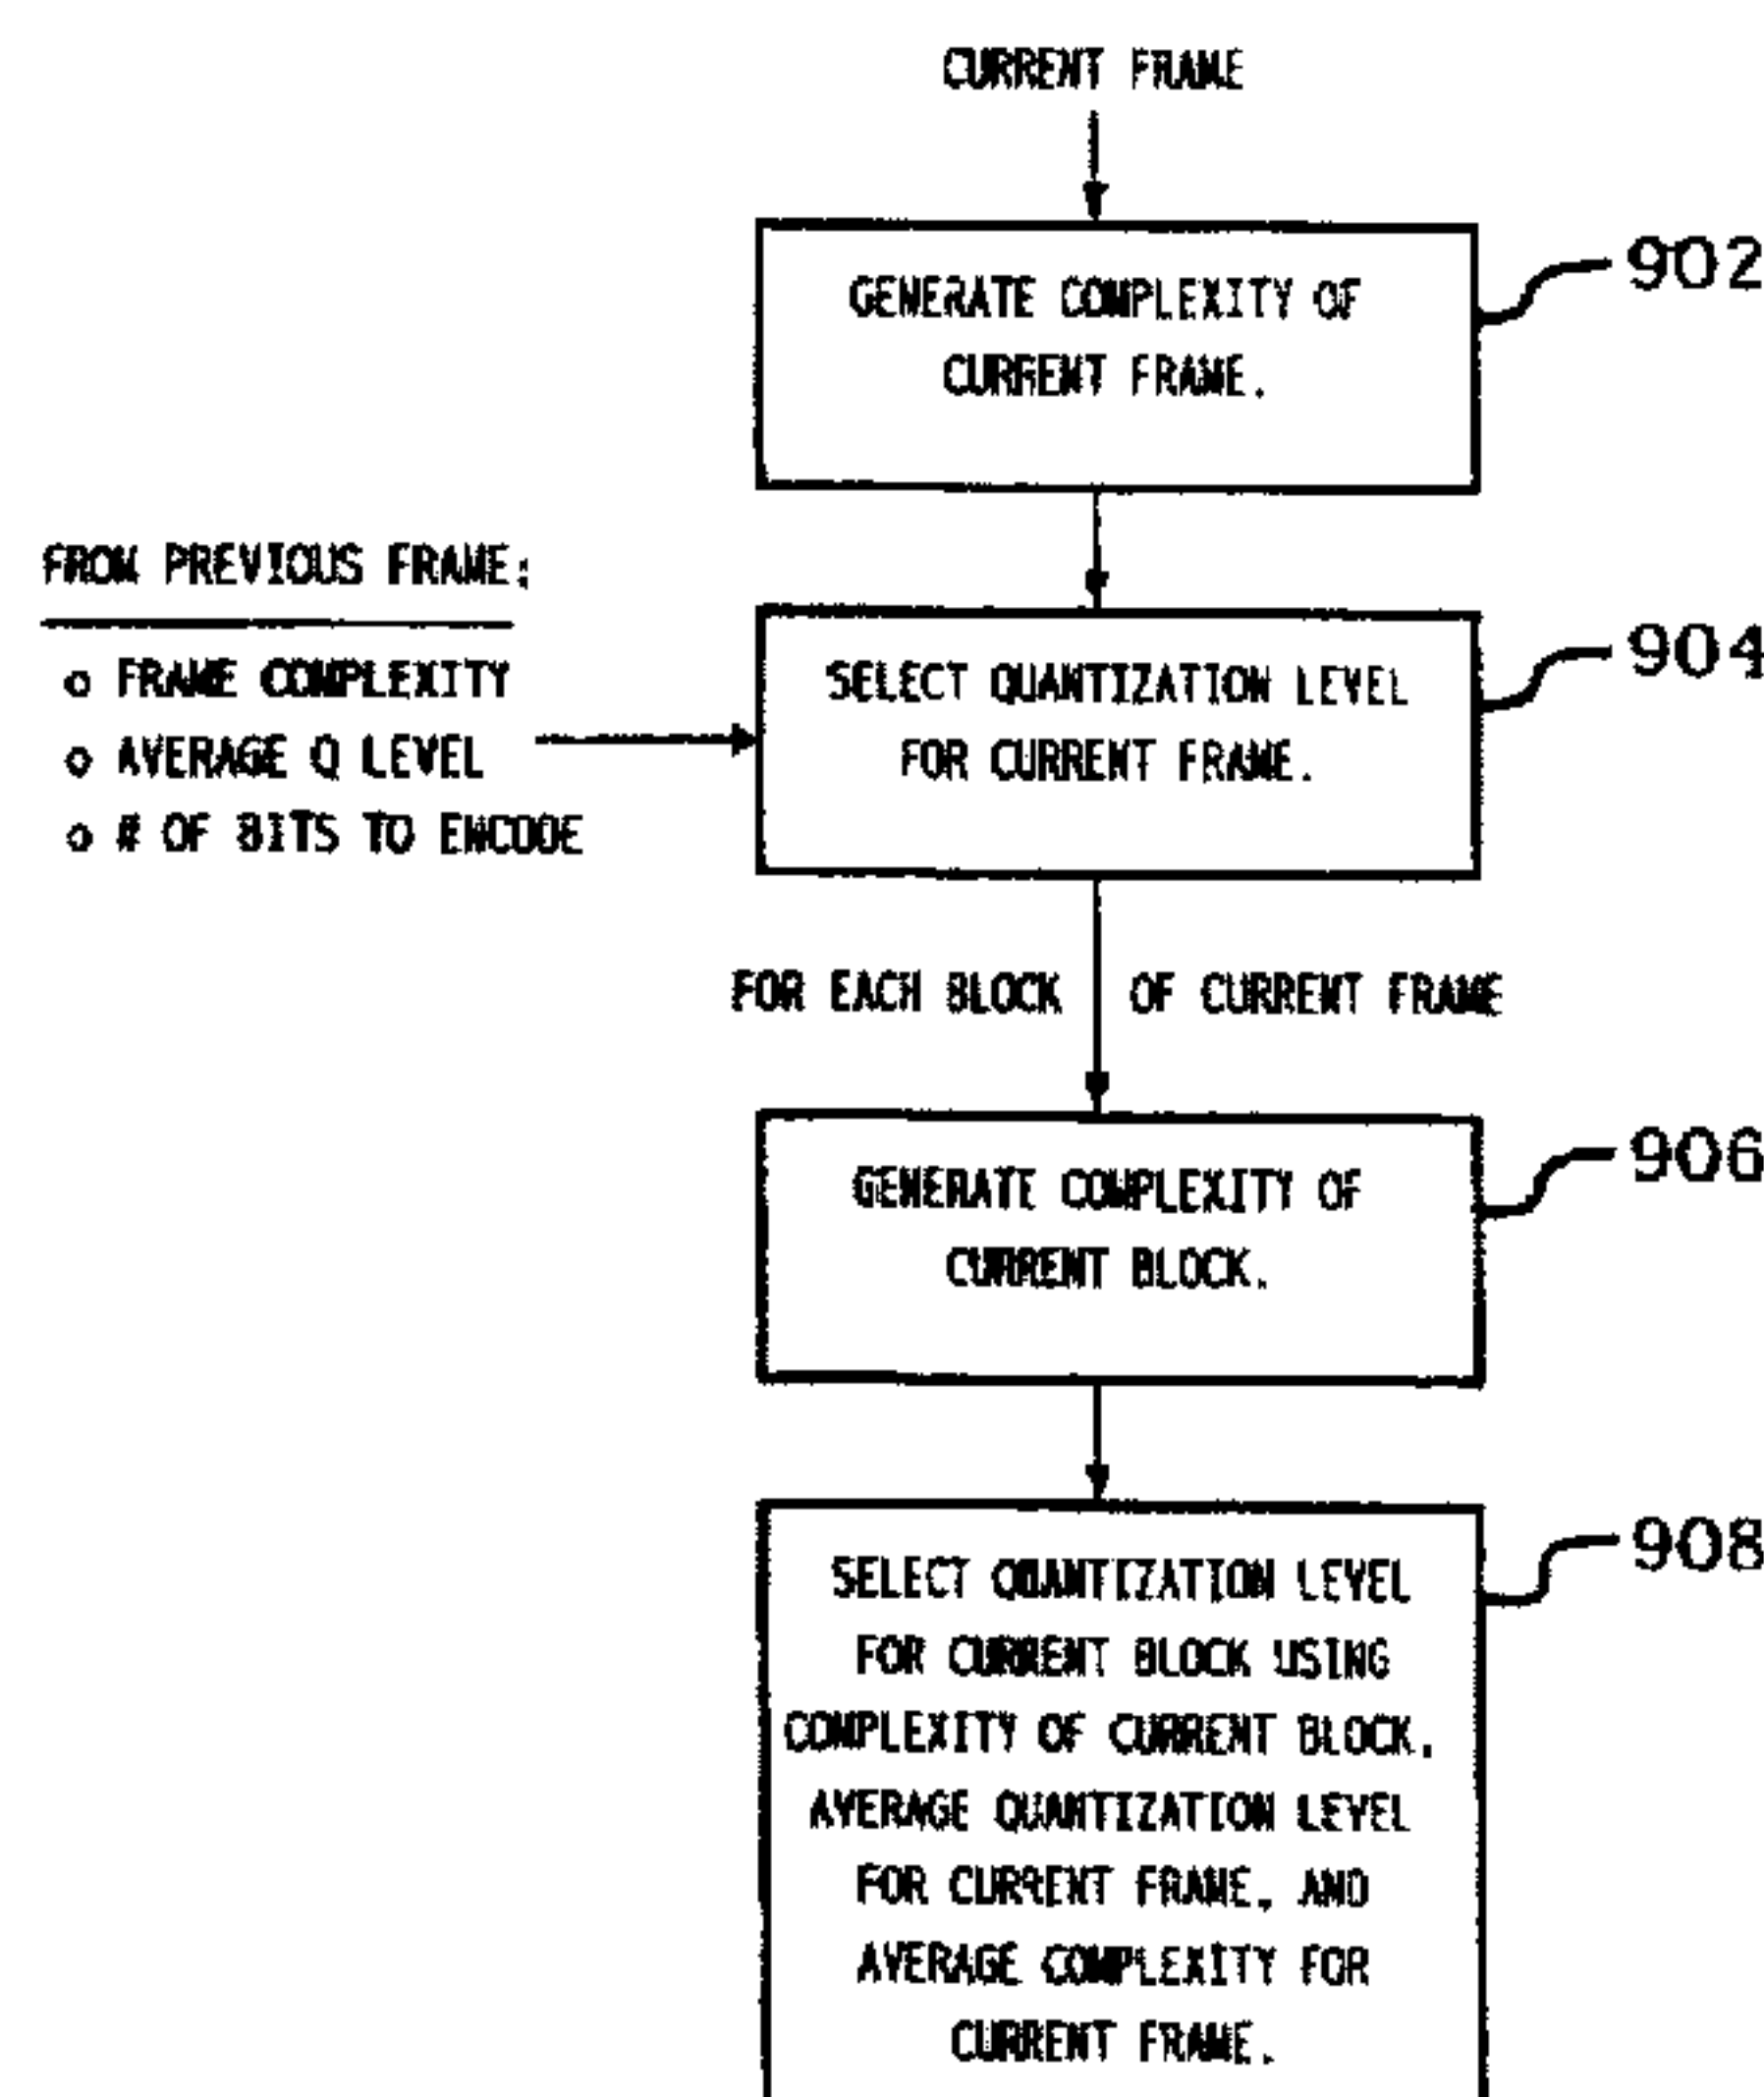 CURRENT FRAME
GENERATE COMPLEXITY OF
CURRENT FRAME.
902
FROM PREVIOUS FRAME:
o FRAME COMPLEXITY
o AVERAGE Q LEVEL
o # OF BITS TO ENCODE
SELECT QUANTIZATION LEVEL
FOR CURRENT FRAME.
904
FOR EACH BLOCK OF CURRENT FRAME
GENERATE COMPLEXITY OF
CURRENT BLOCK.
906
SELECT QUANTIZATION LEVEL
FOR CURRENT BLOCK USING
COMPLEXITY OF CURRENT BLOCK,
AVERAGE QUANTIZATION LEVEL
FOR CURRENT FRAME, AND
AVERAGE COMPLEXITY FOR
CURRENT FRAME.
908